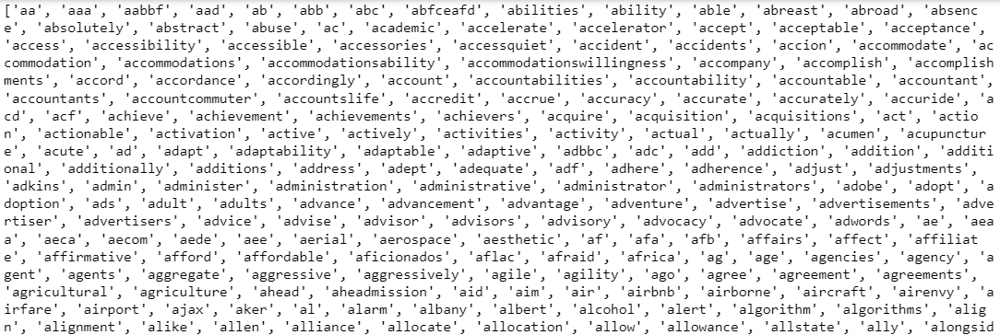 ['aa', 'aaa', 'aabbf', 'aad', 'ab', 'abb', 'abc', 'abfceafd', 'abilities', 'ability', 'able', 'abreast', 'abroad', 'absenc
e', 'absolutely', 'abstract', 'abuse', 'ac', 'academic', 'accelerate', 'accelerator', 'accept', 'acceptable', 'acceptance',
'access', 'accessibility', 'accessible', 'accessories', 'accessquiet', 'accident', 'accidents', 'accion', 'accommodate', 'ac
commodation', 'accommodations', 'accommodationsability', 'accommodationswillingness', 'accompany', 'accomplish', 'accomplish
ments', 'accord', 'accordance', 'accordingly', 'account', 'accountabilities', 'accountability', 'accountable', 'accountant',
'accountants', 'accountcommuter', 'accountslife', 'accredit', 'accrue', 'accuracy', 'accurate', 'accurately', 'accuride', 'a
cd', 'acf', 'achieve', 'achievement', 'achievements', 'achievers', 'acquire', 'acquisition', 'acquisitions', 'act', 'actio
n', 'actionable', 'activation', 'active', 'actively', 'activities', 'activity', 'actual', 'actually', 'acumen', 'acupunctur
e', 'acute', 'ad', 'adapt', 'adaptability', 'adaptable', 'adaptive', 'adbbc', 'adc', 'add', 'addiction', 'addition', 'additi
onal', 'additionally', 'additions', 'address', 'adept', 'adequate', 'adf', 'adhere', 'adherence', 'adjust', 'adjustments',
'adkins', 'admin', 'administer', 'administration', 'administrative', 'administrator', 'administrators', 'adobe', 'adopt', 'a
doption', 'ads', 'adult', 'adults', 'advance', 'advancement', 'advantage', 'adventure', 'advertise', 'advertisements', 'adve
rtiser', 'advertisers', 'advice', 'advise', 'advisor', 'advisors', 'advisory', 'advocacy', 'advocate', 'adwords', 'ae', 'aea
a', 'aeca', 'aecom', 'aede', 'aee', 'aerial', 'aerospace', 'aesthetic', 'af', 'afa', 'afb', 'affairs', 'affect', 'affiliat
e', 'affirmative', 'afford', 'affordable', 'aficionados', 'aflac', 'afraid', 'africa', 'ag', 'age', 'agencies', 'agency', 'a
gent', 'agents', 'aggregate', 'aggressive', 'aggressively', 'agile', 'agility', 'ago', 'agree', 'agreement', 'agreements',
'agricultural', 'agriculture', 'ahead', 'aheadmission', 'aid', 'aim', 'air', 'airbnb', 'airborne', 'aircraft', 'airenvy', 'a
irfare', 'airport', 'ajax', 'aker', 'al', 'alarm', 'albany', 'albert', 'alcohol', 'alert', 'algorithm', 'algorithms', 'alig
n', 'alignment', 'alike', 'allen', 'alliance', 'allocate', 'allocation', 'allow', 'allowance', 'allstate', 'ally', 'alongsid